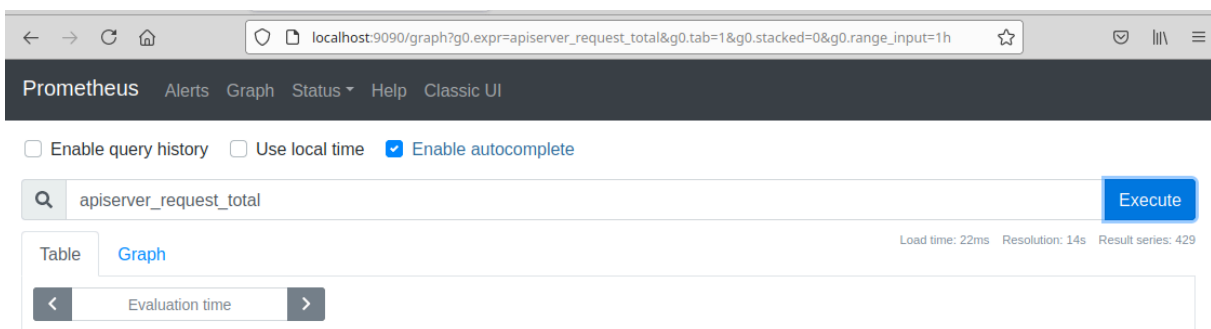 localhost:9090/graph?g0.expr=apiserver_request_total&g0.tab=1&g0.stacked=0&g0.range_input=1h
Prometheus Alerts Graph Status Help Classic UI
Enable query history Use local time Enable autocomplete
apiserver_request_total Execute
Load time: 22ms Resolution: 14s Result series: 429
Table Graph
Evaluation time